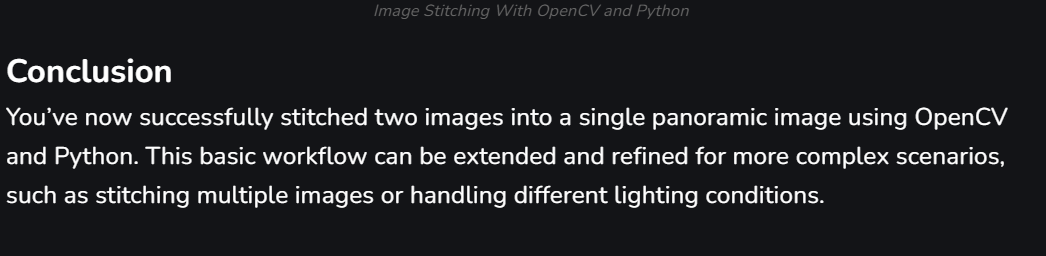 Image Stitching With OpenCV and Python
Conclusion
You’ve now successfully stitched two images into a single panoramic image using OpenCV
and Python. This basic workflow can be extended and refined for more complex scenarios,
such as stitching multiple images or handling different lighting conditions.